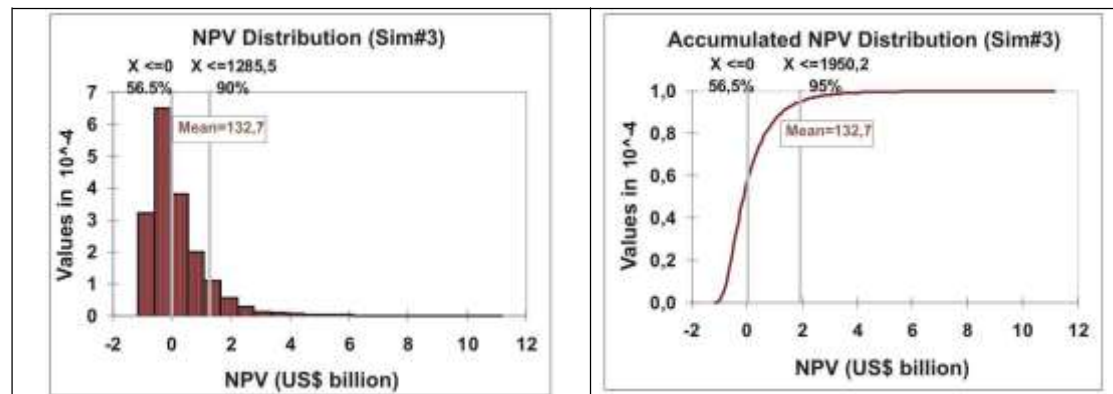 NPV Distribution (Sim#3)
X <=0 X <=1285,5
56.5% 90%
7
6
5
4
3
2
1
0
Values in 10^-4
Mean=132,7
-2 0 2 4 6 8 10 12
NPV (US$ billion)
Accumulated NPV Distribution (Sim#3)
X <=0 X <=1950,2
56,5% 95%
1,0
0,8
0,6
0,4
0,2
0,0
Values in 10^-4
Mean=132,7
-2 0 2 4 6 8 10 12
NPV (US$ billion)